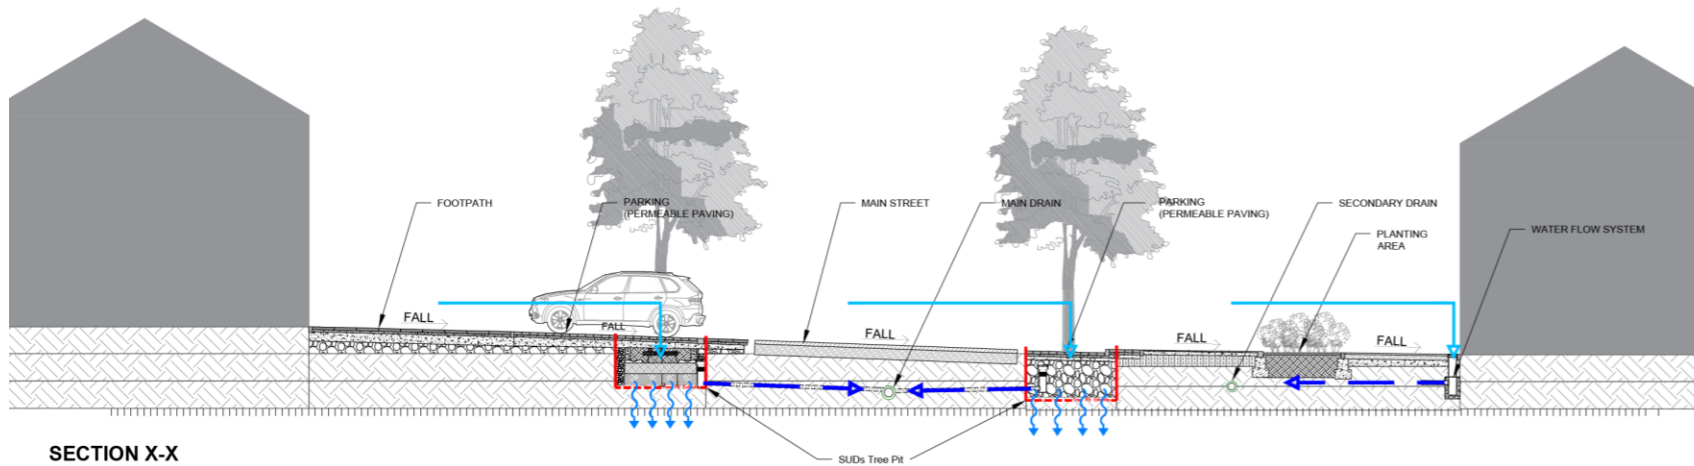 FOOTPATH
PARKING
(PERMEABLE PAVING)
MAIN STREET
MAIN DRAIN
PARKING
(PERMEABLE PAVING)
SECONDARY DRAIN
PLANTING
AREA
WATER FLOW SYSTEM
FALL
FALL
FALL
FALL
FALL
SECTION X-X
SUDs Tree Pit